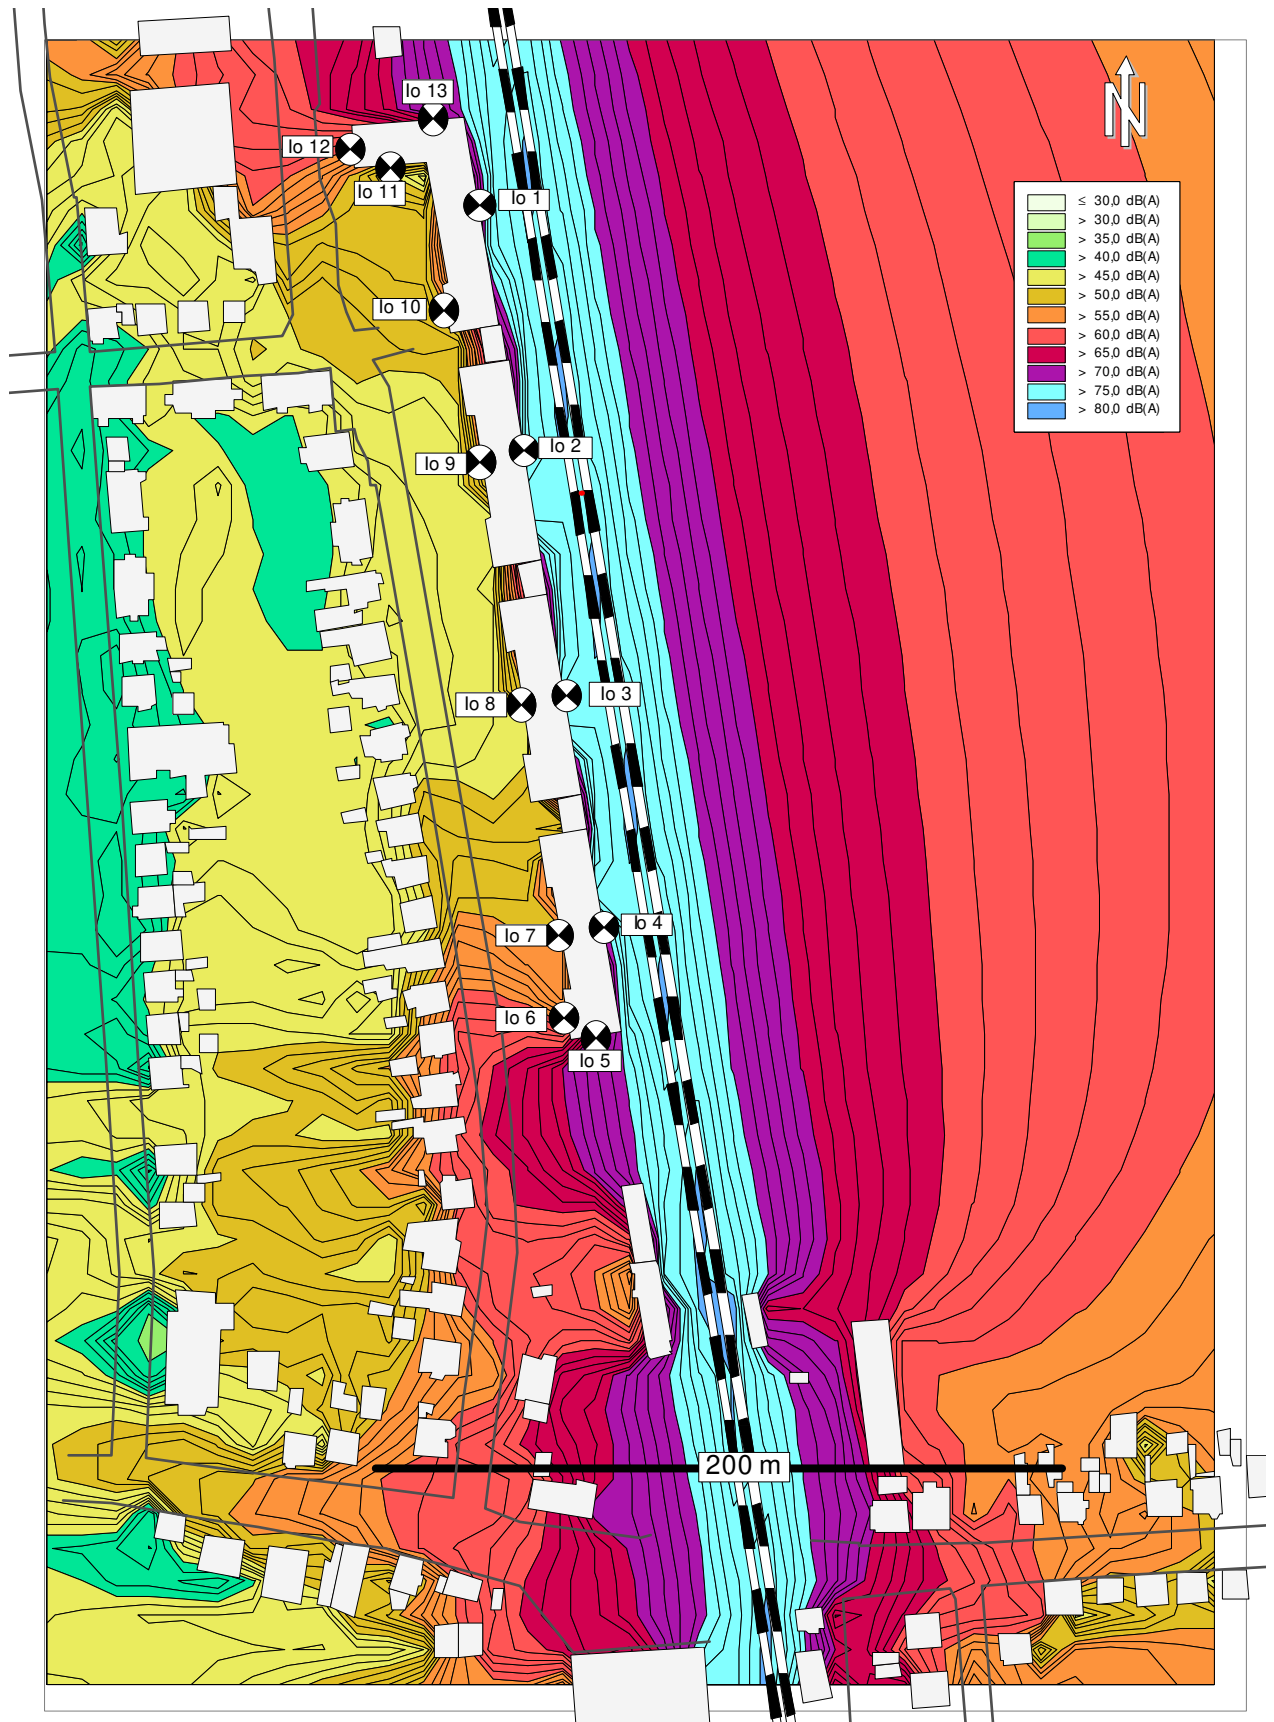 Io 13
N
Io 12
Io 11
Io 1
≤ 30,0 dB(A)
> 30,0 dB(A)
> 35,0 dB(A)
> 40,0 dB(A)
> 45,0 dB(A)
> 50,0 dB(A)
> 55,0 dB(A)
> 60,0 dB(A)
> 65,0 dB(A)
> 70,0 dB(A)
> 75,0 dB(A)
> 80,0 dB(A)
Io 10
Io 2
Io 9
Io 3
Io 8
Io 4
Io 7
Io 6
Io 5
200 m